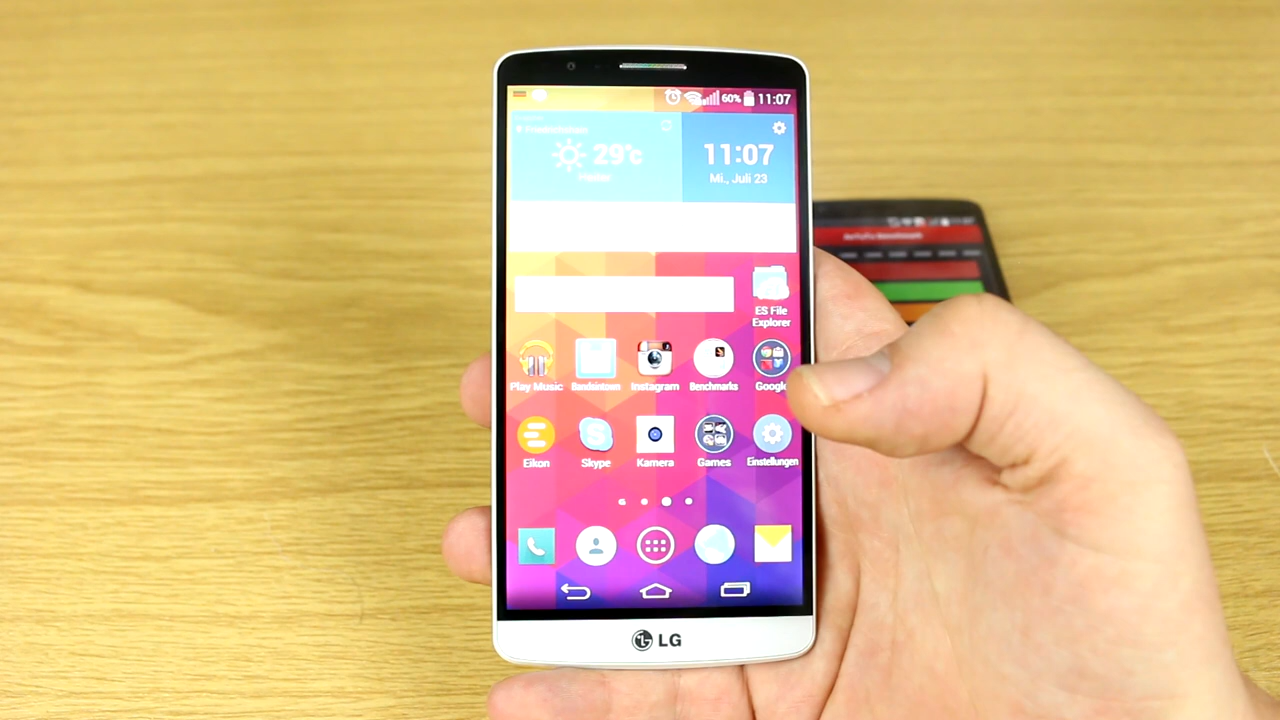 60% 11:07
29°c
11:07
Mi., Juli 23
ES File
Explorer
Play Music Bandsintown Instagram Benchmarks Google
Eikon Skype Kamera Games Einstellungen
LG